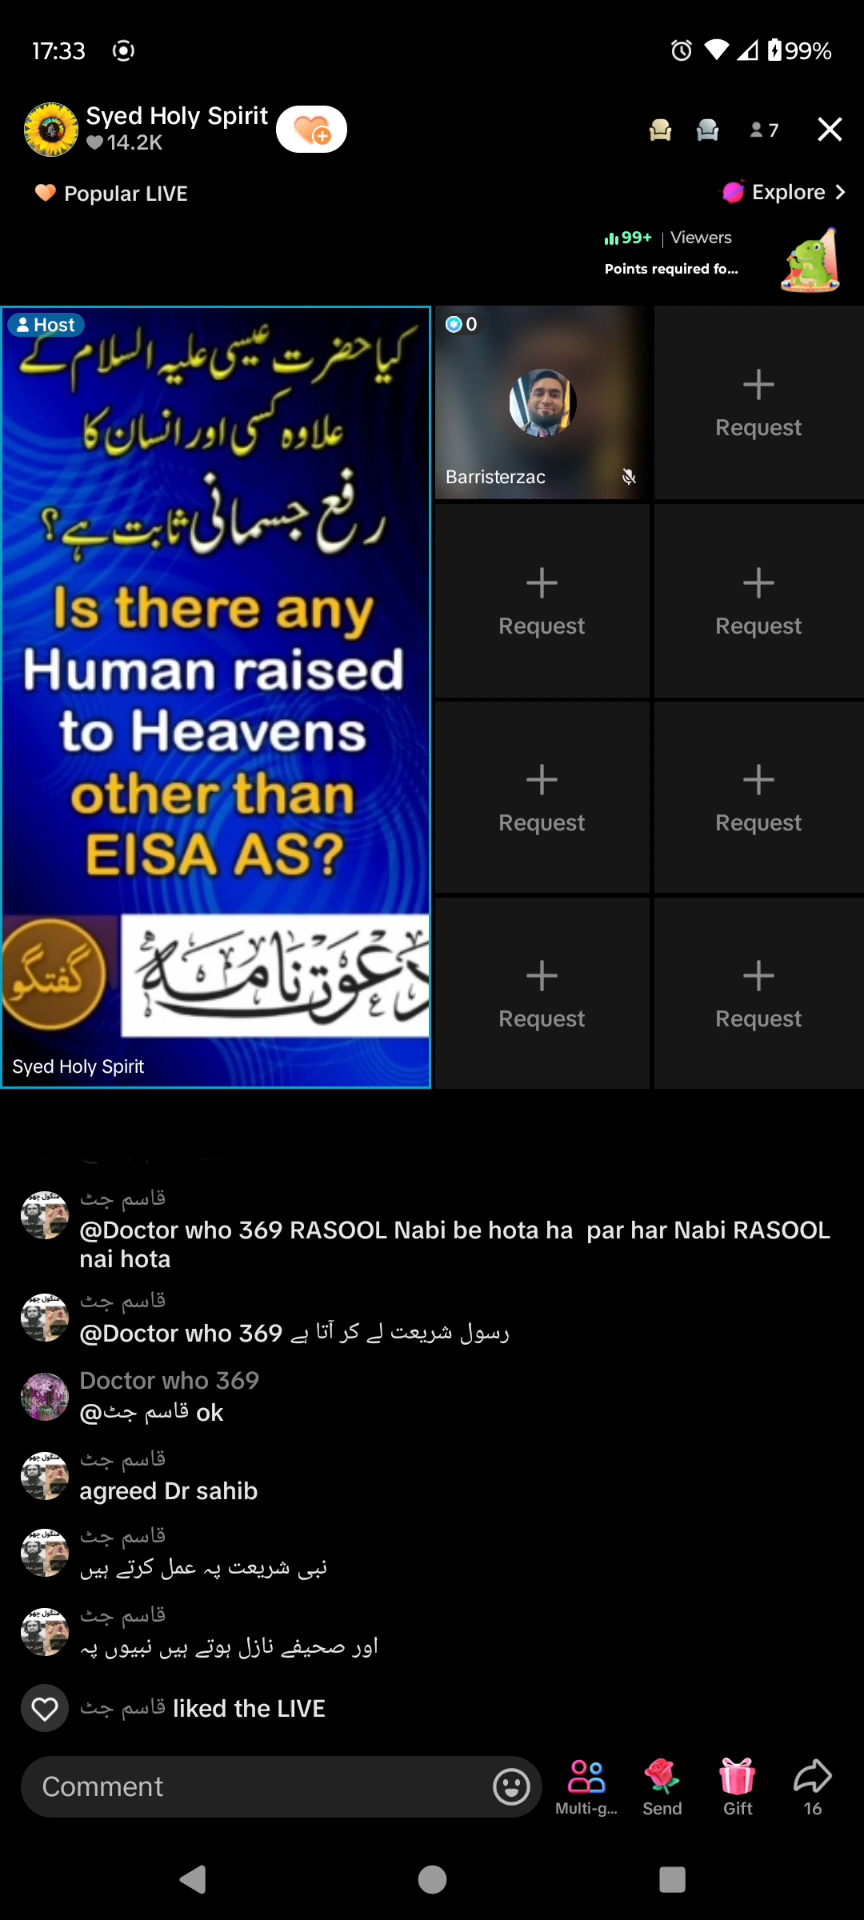 17:33
99%
Syed Holy Spirit
14.2K
7
Popular LIVE
Explore
99+ | Viewers
Points required fo...
Host
کیا حضرت عیسی علیہ السلام کے
علاوہ کسی اور انسان کا
رفع جسمانی ثابت ہے؟
Is there any
Human raised
to Heavens
other than
EISA AS?
گفتگو
دعوت نامہ
Syed Holy Spirit
0
Barristerzac
Request
Request
Request
Request
Request
Request
Request
قاسم جٹ
@Doctor who 369 RASOOL Nabi be hota ha par har Nabi RASOOL
nai hota
قاسم جٹ
@Doctor who 369 رسول شریعت لے کر آتا ہے
Doctor who 369
@قاسم جٹ ok
قاسم جٹ
agreed Dr sahib
قاسم جٹ
نبی شریعت پہ عمل کرتے ہیں
قاسم جٹ
اور صحیفے نازل ہوتے ہیں نبیوں پہ
قاسم جٹ liked the LIVE
Comment
Multi-g...
Send
Gift
16